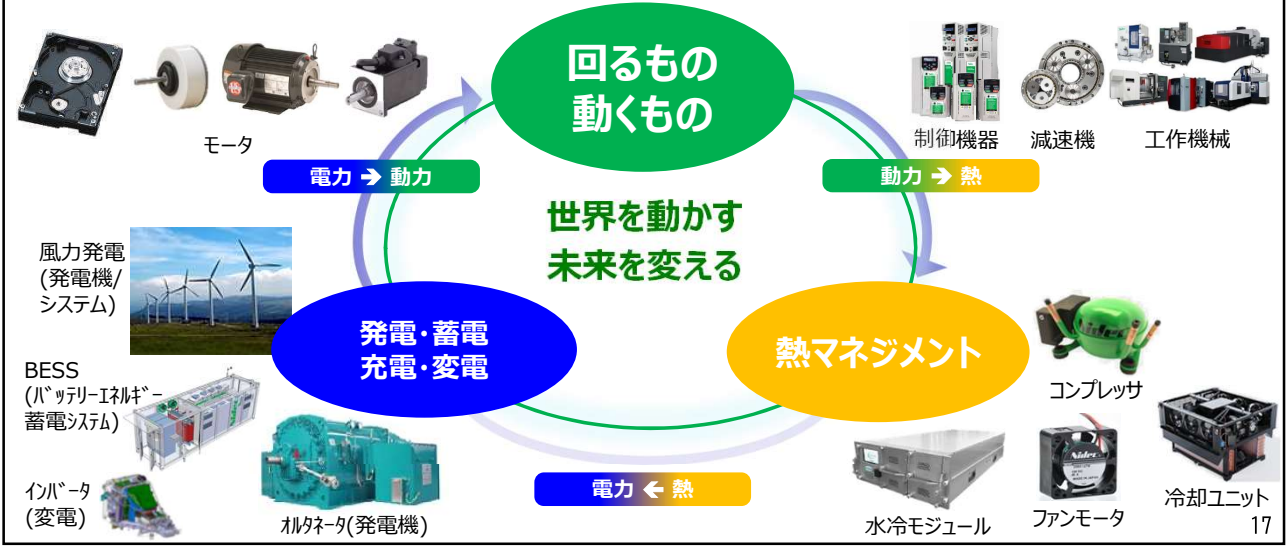 回るもの
動くもの
モータ
制御機器
減速機
工作機械
電力 ➔ 動力
動力 ➔ 熱
世界を動かす
未来を変える
風力発電
(発電機/
システム)
発電・蓄電
充電・変電
熱マネジメント
BESS
(ﾊﾞｯﾃﾘｰｴﾈﾙｷﾞｰ
蓄電ｼｽﾃﾑ)
コンプレッサ
Nidec
ｲﾝﾊﾞｰﾀ
(変電)
ｵﾙﾀﾈｰﾀ(発電機)
電力 ← 熱
水冷モジュール
ファンモータ
冷却ユニット
17